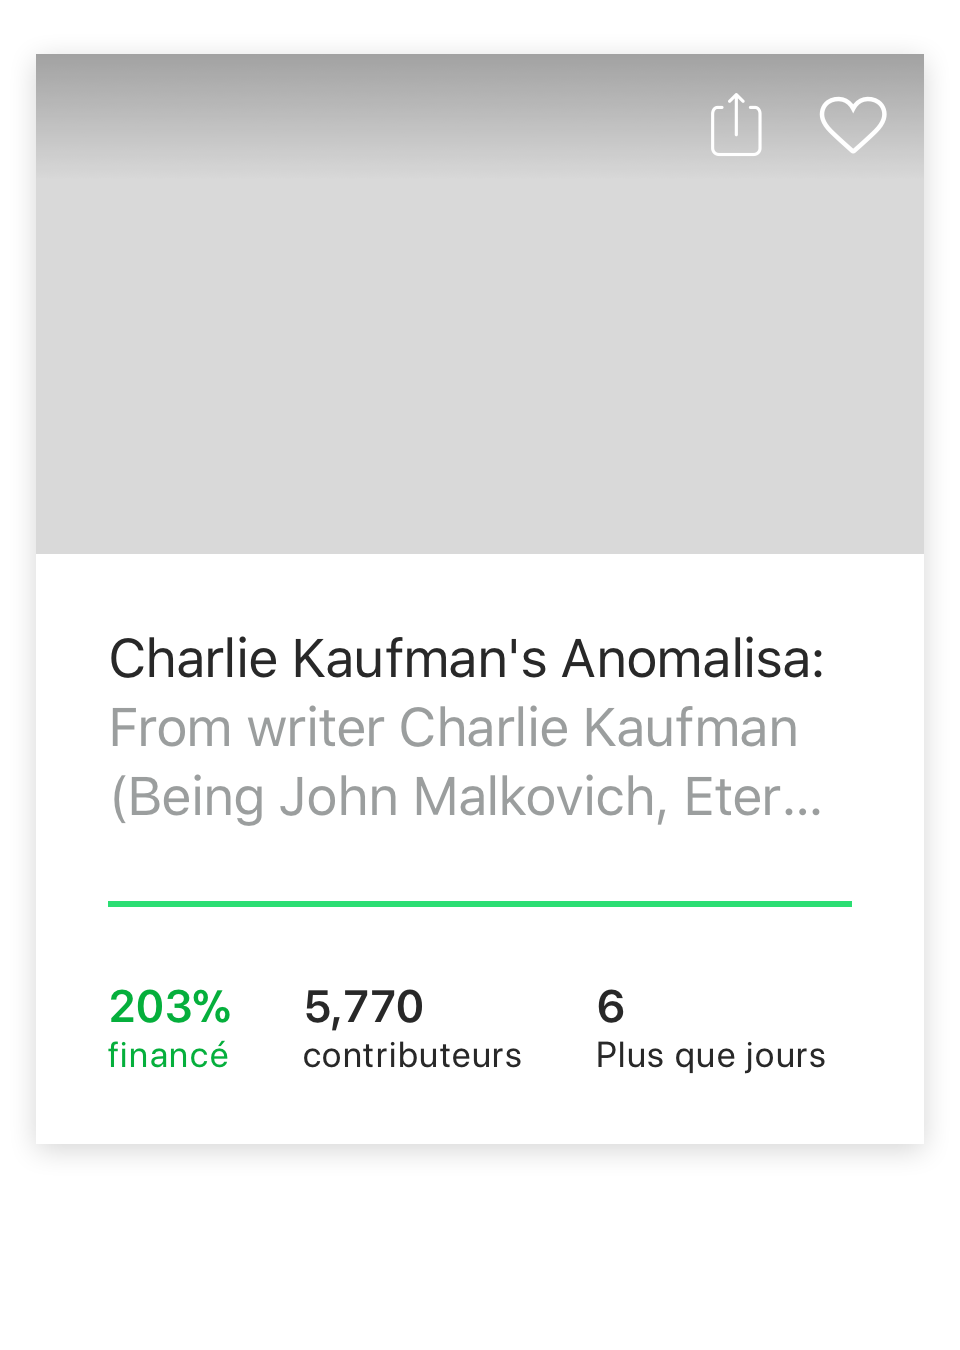 Charlie Kaufman's Anomalisa:
From writer Charlie Kaufman
(Being John Malkovich, Eter...
203% 5,770 6
financé contributeurs Plus que jours